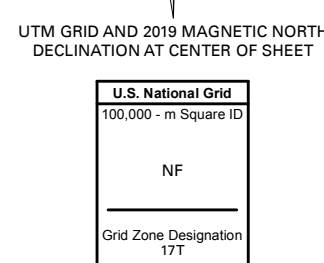 UTM GRID AND 2019 MAGNETIC NORTH
DECLINATION AT CENTER OF SHEET
U.S. National Grid
100,000 - m Square ID
NF
Grid Zone Designation
17T